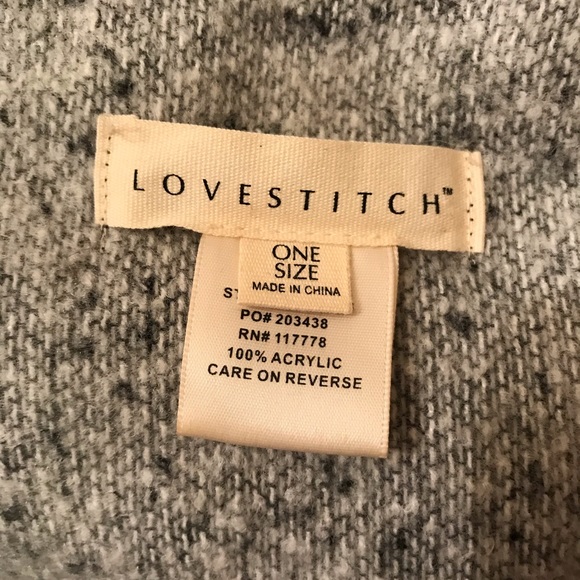 LOVESTITCH™
ONE
SIZE
MADE IN CHINA
PO# 203438
RN# 117778
100% ACRYLIC
CARE ON REVERSE